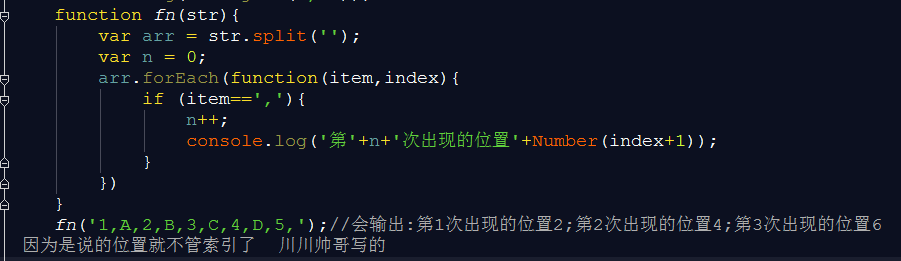 function fn(str){
var arr = str.split('');
var n = 0;
arr.forEach(function(item,index){
if (item==','){
n++;
console.log('第'+n+'次出现的位置'+Number(index+1));
}
})
}
fn('1,A,2,B,3,C,4,D,5,');//会输出:第1次出现的位置2;第2次出现的位置4;第3次出现的位置6
因为是说的位置就不管索引了  川川帅哥写的